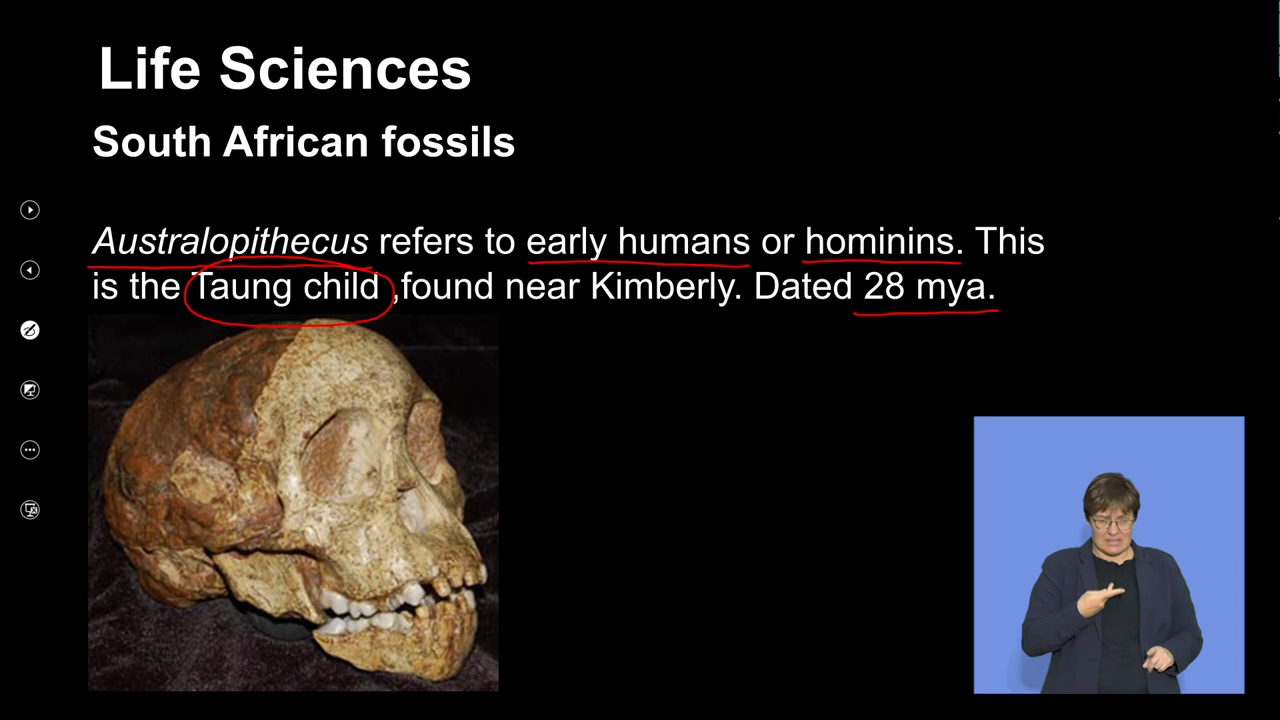 Life Sciences
South African fossils
Australopithecus refers to early humans or hominins. This
is the Taung child ,found near Kimberly. Dated 28 mya.